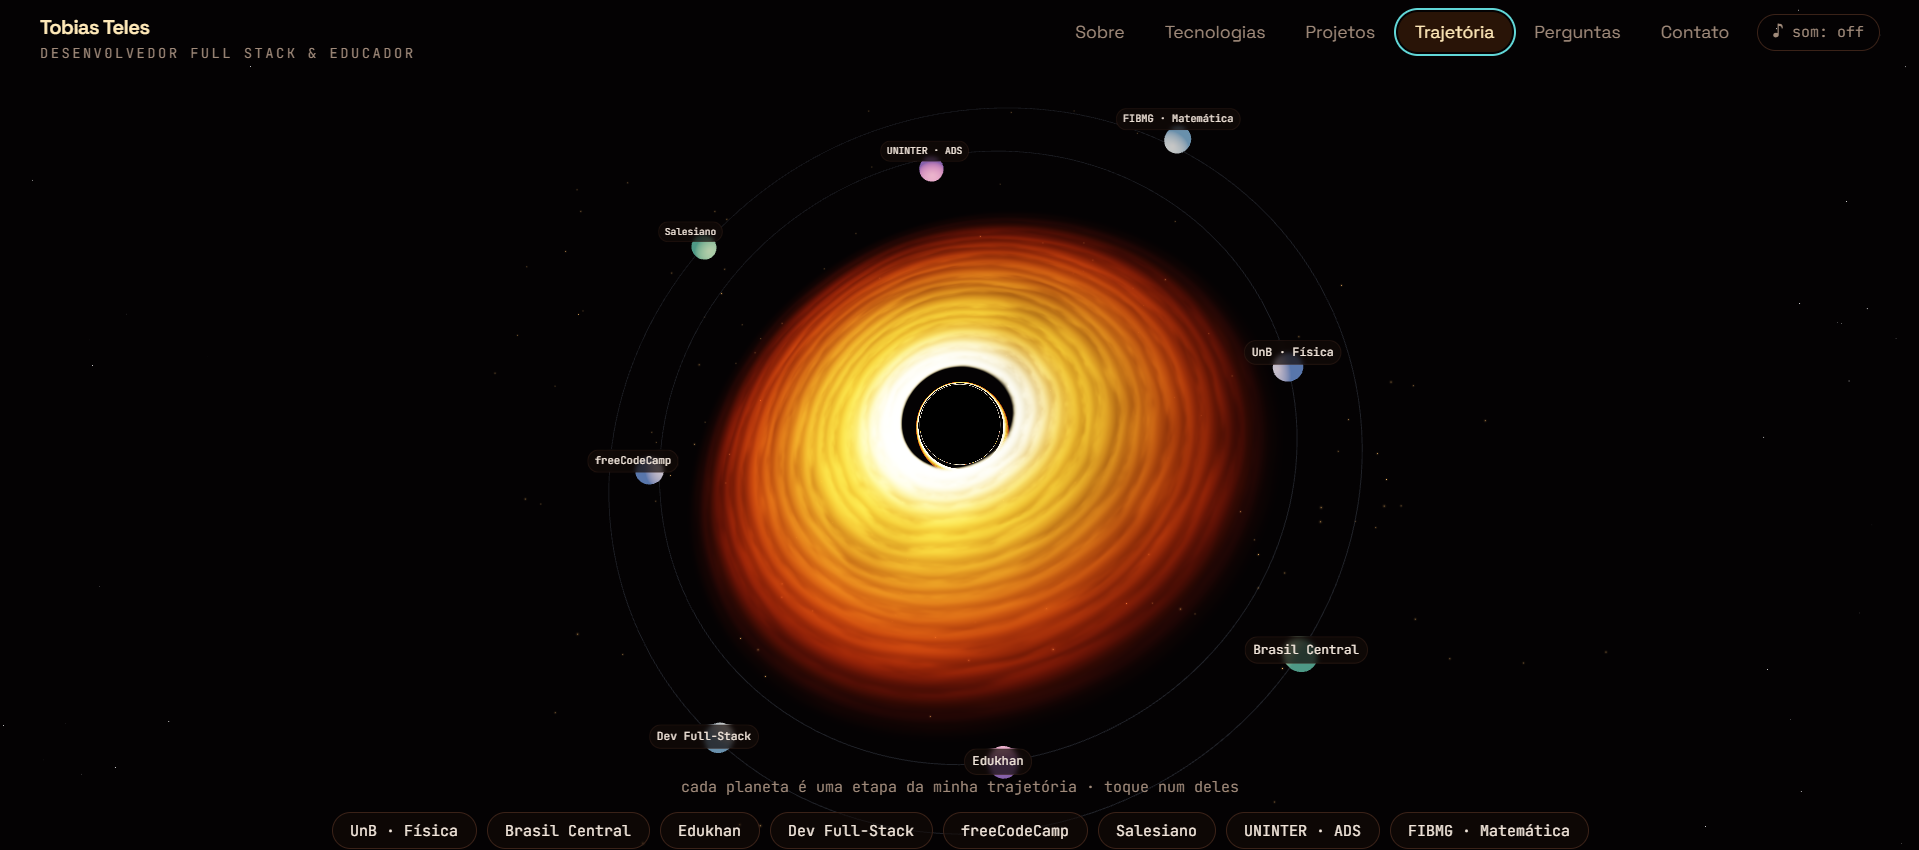 Tobias Teles
DESENVOLVEDOR FULL STACK & EDUCADOR
Sobre
Tecnologias
Projetos
Trajetória
Perguntas
Contato
♪ som: off
FIBMG · Matemática
UNINTER · ADS
Salesiano
UnB · Física
freeCodeCamp
Brasil Central
Dev Full-Stack
Edukhan
cada planeta é uma etapa da minha trajetória · toque num deles
UnB · Física
Brasil Central
Edukhan
Dev Full-Stack
freeCodeCamp
Salesiano
UNINTER · ADS
FIBMG · Matemática